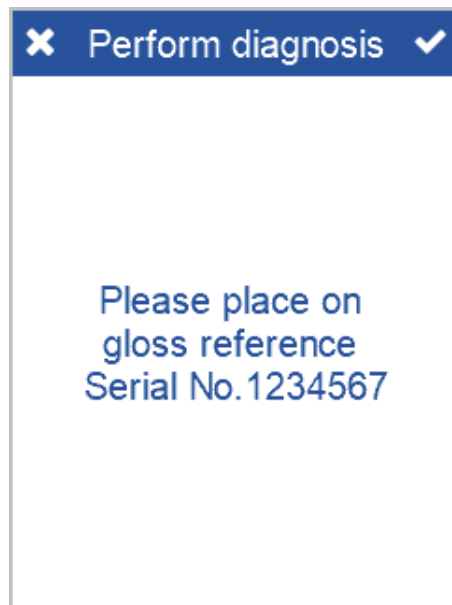 Perform diagnosis
Please place on
gloss reference
Serial No.1234567